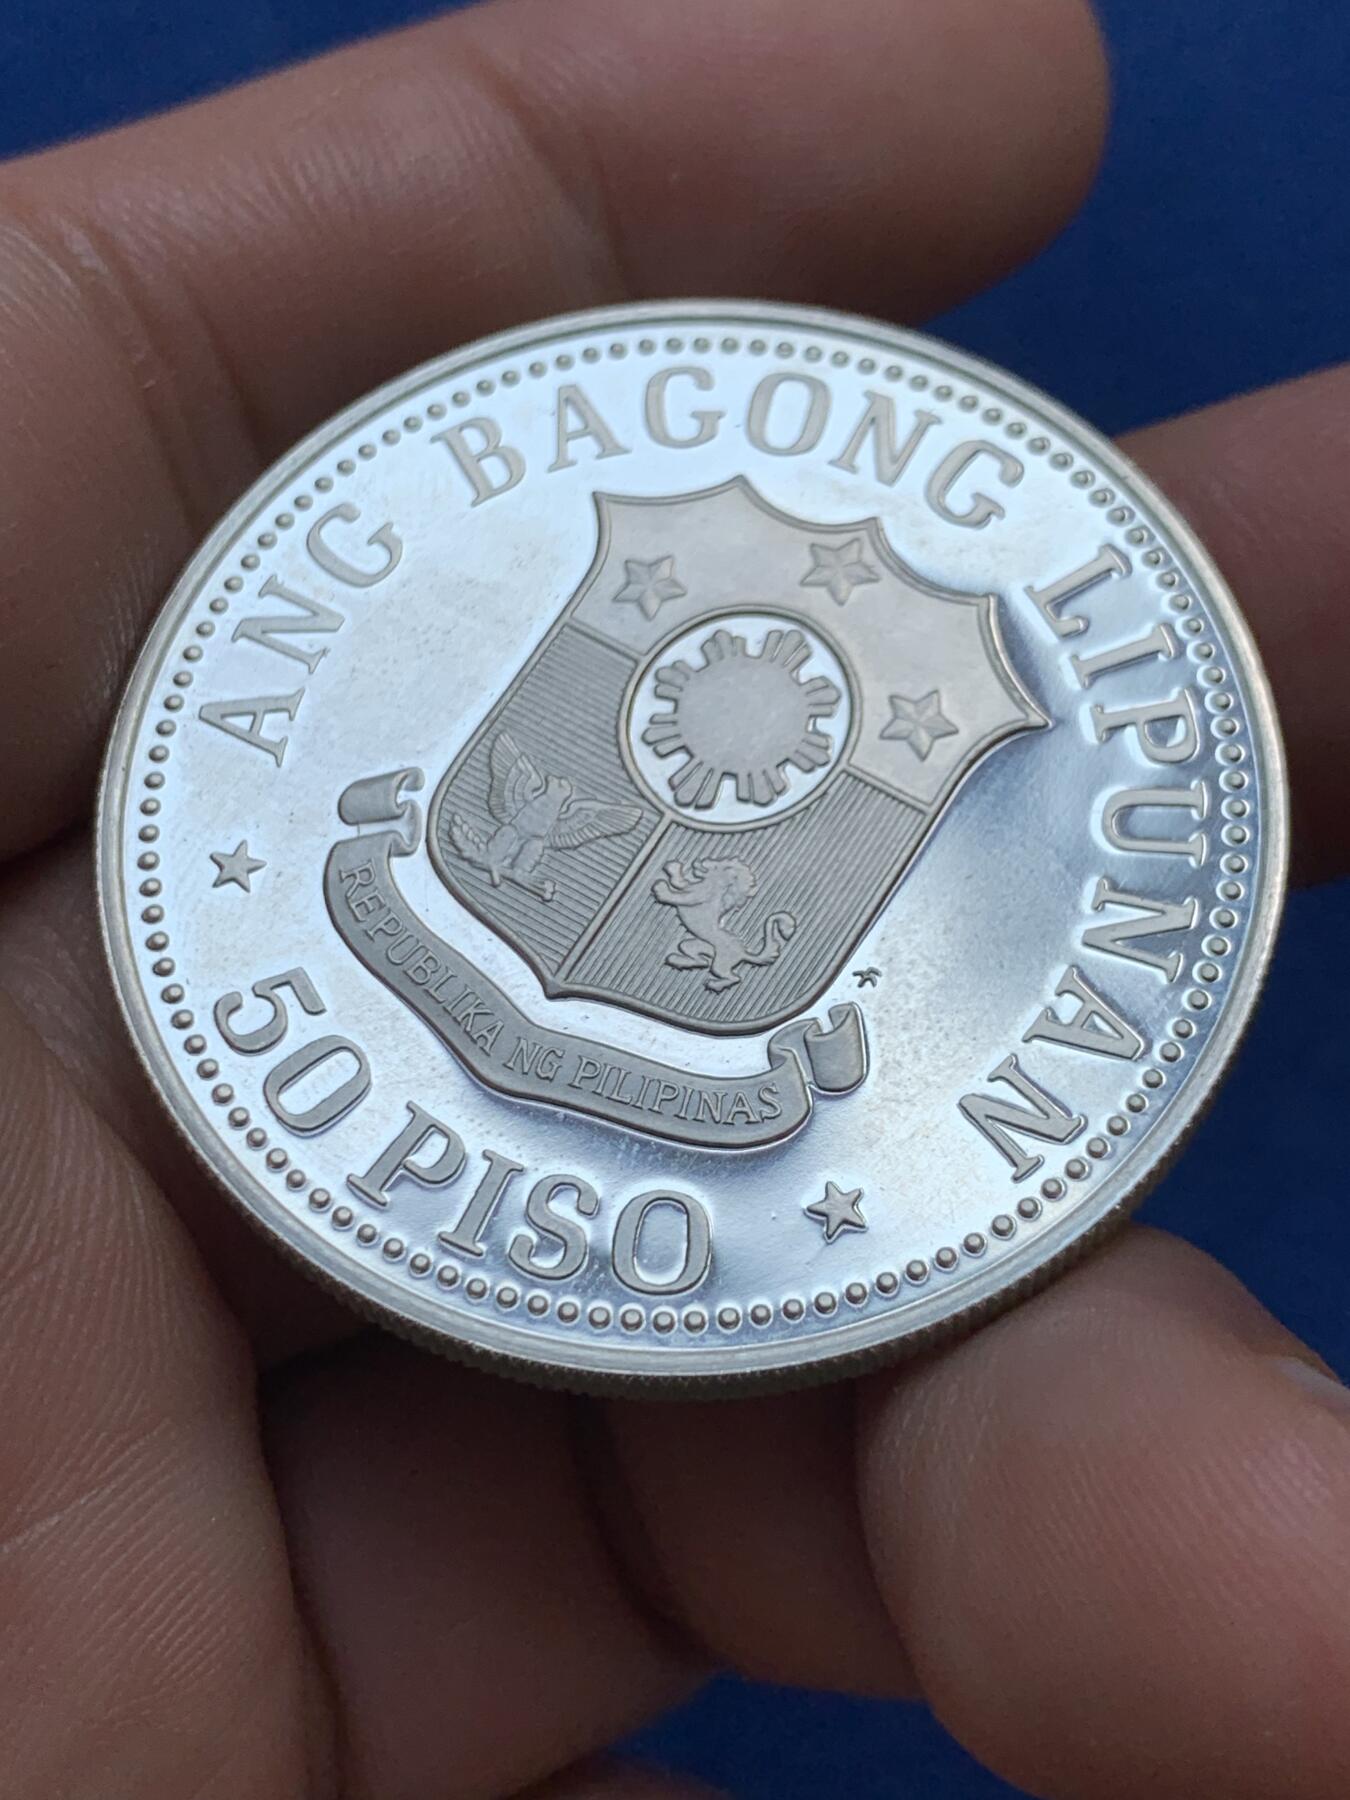 ANG BAGONG LIPUNAN
REPUBLIKA NG PILIPINAS
50 PISO